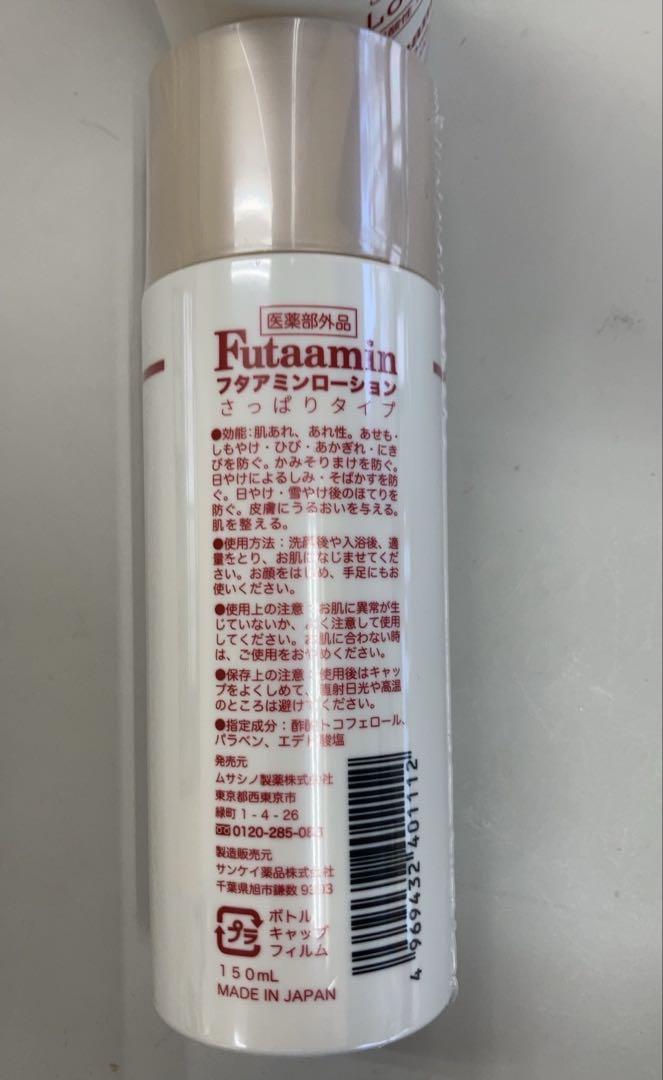 LO
医薬部外品
Futaamin
フタアミンローション
さっぱりタイプ
●効能：肌あれ、あれ性。あせも・
しもやけ・ひび・あかぎれ・にき
びを防ぐ。かみそりまけを防ぐ。
日やけによるしみ・そばかすを防
ぐ。日やけ・雪やけ後のほてりを
防ぐ。皮膚にうるおいを与える。
肌を整える。
●使用方法：洗顔後や入浴後、適
量をとり、お肌になじませてくだ
さい。お顔をはじめ、手足にもお
使いください。
●使用上の注意：お肌に異常が生
じていないか、よく注意して使用
してください。お肌に合わない時
は、ご使用をおやめください。
●保存上の注意：使用後はキャッ
プをよくしめて、直射日光や高温
のところは避けてください。
●指定成分：酢酸トコフェロール、
パラベン、エデト酸塩
発売元
ムサシノ製薬株式会社
東京都西東京市
緑町1-4-26
0120-285-083
製造販売元
サンケイ薬品株式会社
千葉県旭市鎌数9393
プラ
ボトル
キャップ
フィルム
150mL
MADE IN JAPAN
4 969432 401112